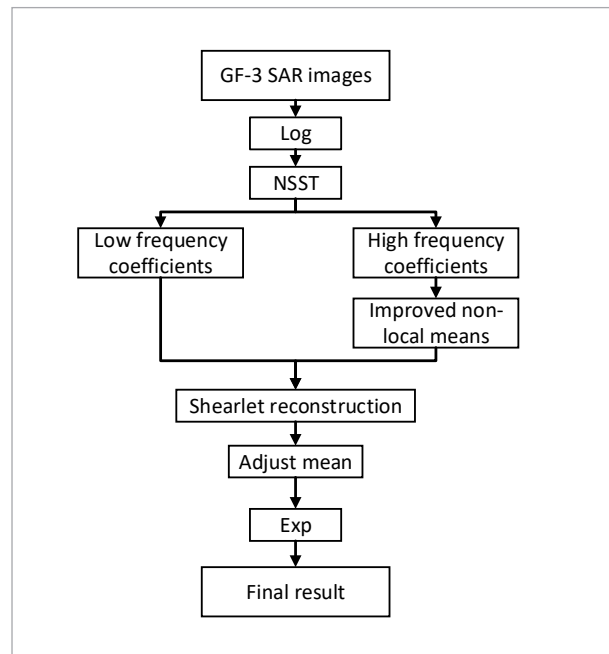 GF-3 SAR images
Log
NSST
Low frequency
coefficients
High frequency
coefficients
Improved non-
local means
Shearlet reconstruction
Adjust mean
Exp
Final result